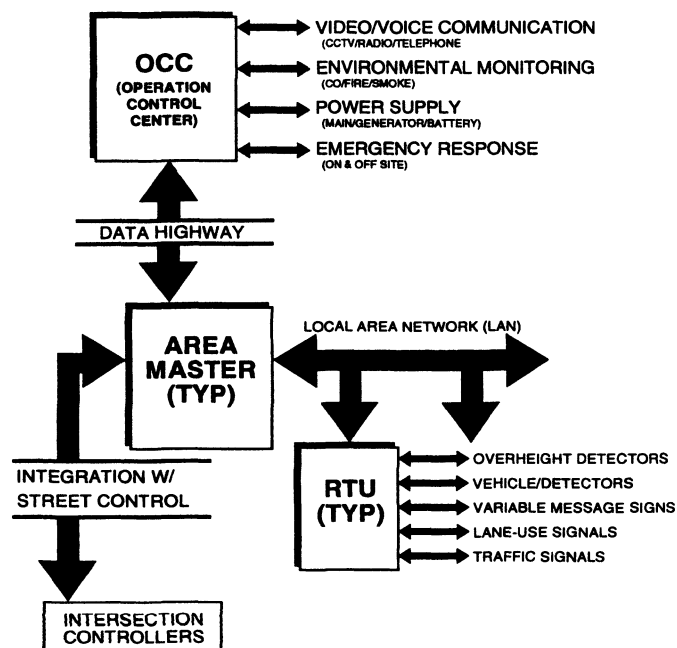 OCC
(OPERATION
CONTROL
CENTER)
VIDEO/VOICE COMMUNICATION
(CCTV/RADIO/TELEPHONE
ENVIRONMENTAL MONITORING
(CO/FIRE/SMOKE)
POWER SUPPLY
(MAIN/GENERATOR/BATTERY)
EMERGENCY RESPONSE
(ON & OFF SITE)
DATA HIGHWAY
AREA
MASTER
(TYP)
LOCAL AREA NETWORK (LAN)
INTEGRATION W/
STREET CONTROL
RTU
(TYP)
OVERHEIGHT DETECTORS
VEHICLE/DETECTORS
VARIABLE MESSAGE SIGNS
LANE-USE SIGNALS
TRAFFIC SIGNALS
INTERSECTION
CONTROLLERS